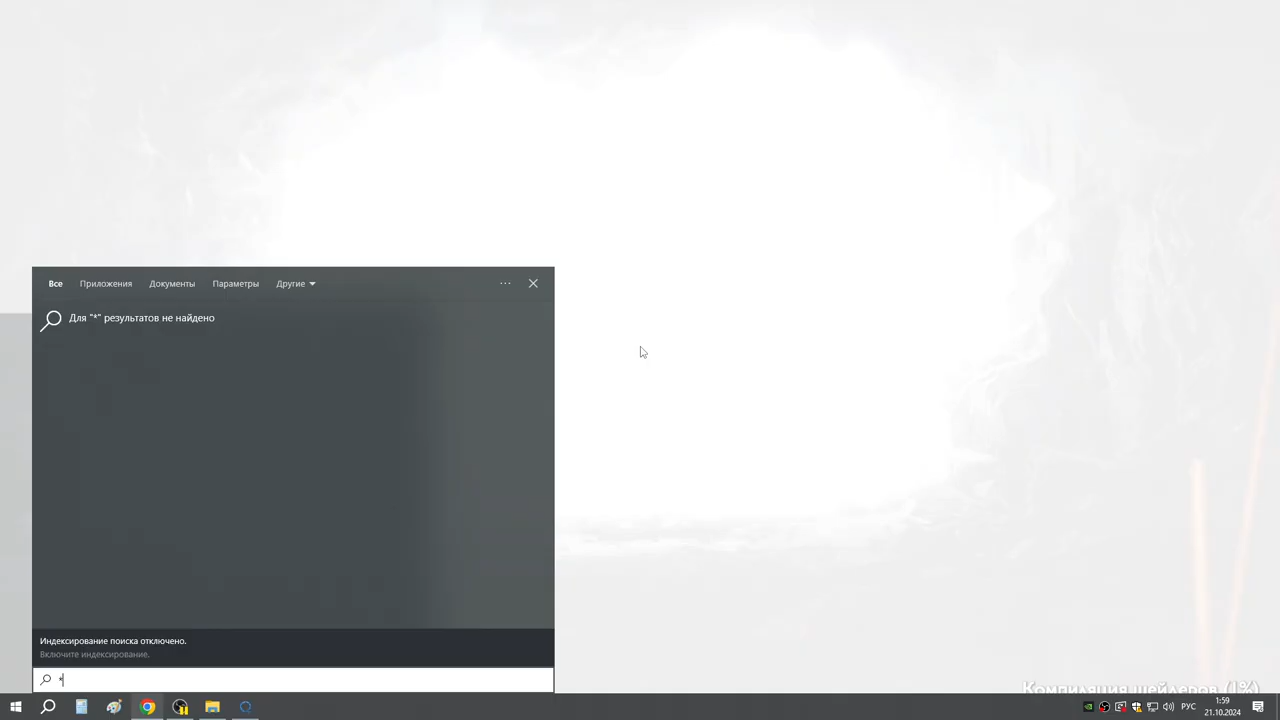 Все Приложения Документы Параметры Другие
Для "*" результатов не найдено
Индексирование поиска отключено.
Включите индексирование.
*
Компиляция шейдеров (1%)
РУС
1:59
21.10.2024